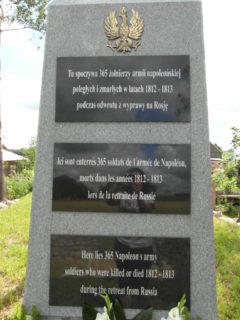 Tu spoczywa 365 żołnierzy armii napoleońskiej
poległych i zmarłych w latach 1812 - 1813
podczas odwrotu z wyprawy na Rosję
Ici sont enterrés 365 soldats de l'armée de Napoléon,
morts dans les années 1812 - 1813
lors de la retraite de Russie
Here lies 365 Napoleon's army
soldiers who were killed or died 1812 - 1813
during the retreat from Russia